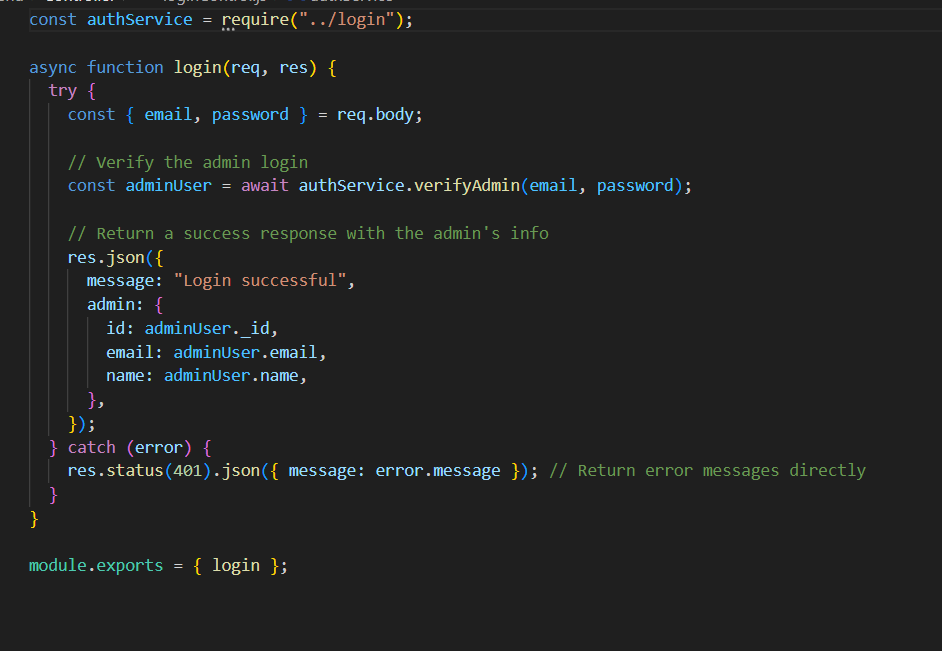 const authService = require("../login");
async function login(req, res) {
try {
const { email, password } = req.body;
// Verify the admin login
const adminUser = await authService.verifyAdmin(email, password);
// Return a success response with the admin's info
res.json({
message: "Login successful",
admin: {
id: adminUser._id,
email: adminUser.email,
name: adminUser.name,
},
});
} catch (error) {
res.status(401).json({ message: error.message }); // Return error messages directly
}
}
module.exports = { login };